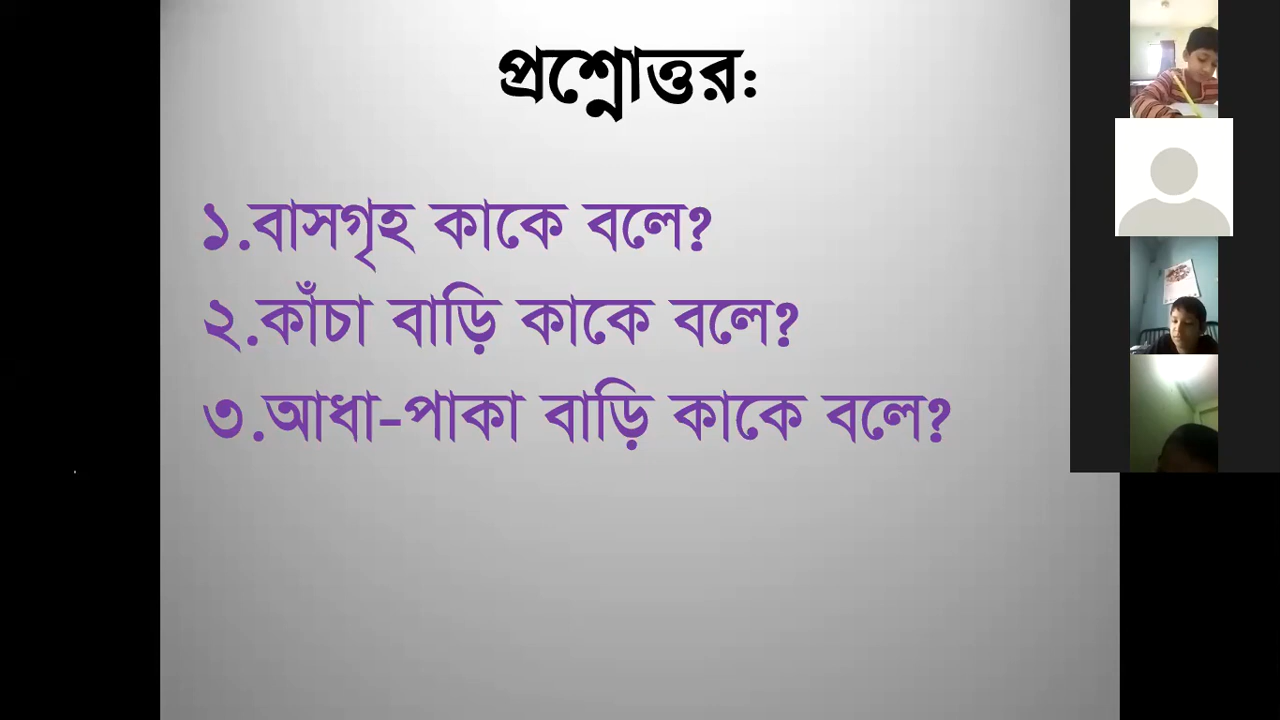 প্রশ্নোত্তর:
১.বাসগৃহ কাকে বলে?
২.কাঁচা বাড়ি কাকে বলে?
৩.আধা-পাকা বাড়ি কাকে বলে?